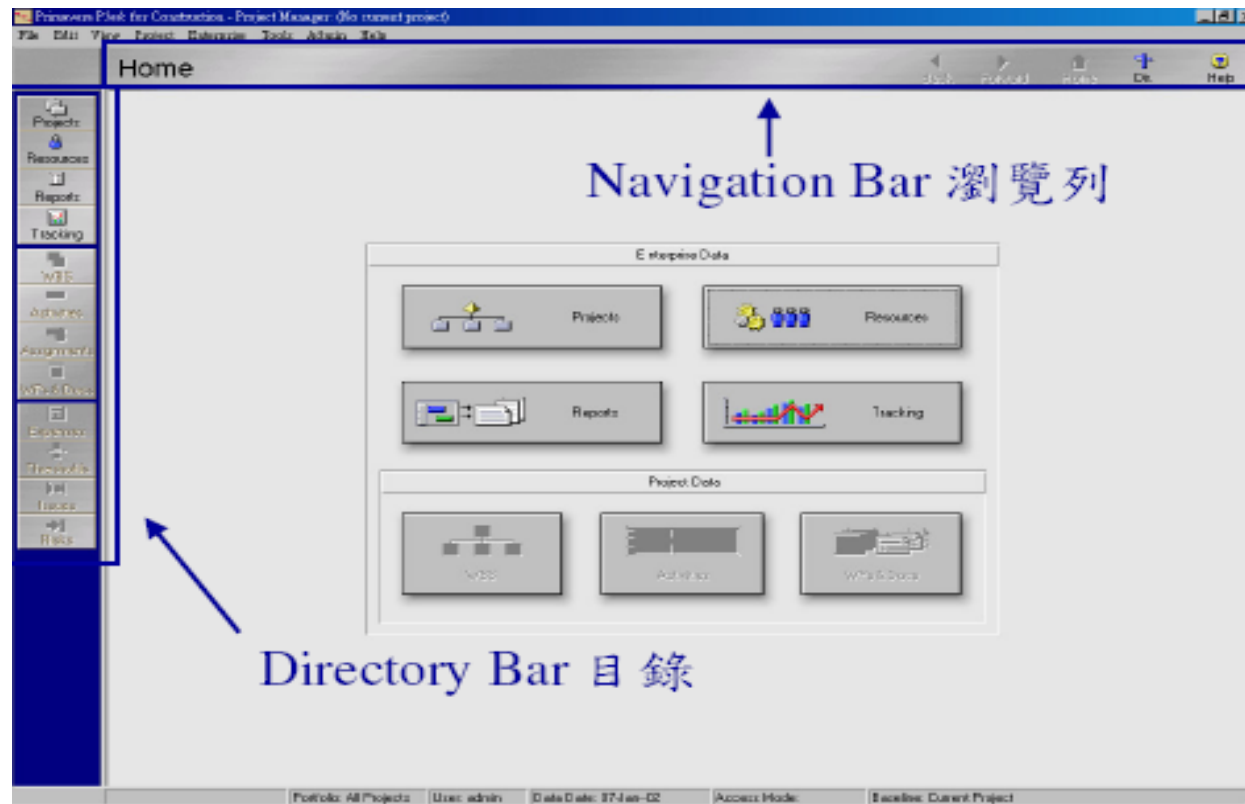 Primavera P3e/c for Construction - Project Manager: (No current project)
File Edit View Project Enterprise Tools Admin Help
Home
Back Forward Home Dir. Help
Projects
Resources
Reports
Tracking
WBS
Activities
Assignments
WPs & Docs
Expenses
Thresholds
Issues
Risks
Navigation Bar 瀏覽列
Enterprise Data
Projects
Resources
Reports
Tracking
Project Data
WBS
Activities
WPs & Docs
Directory Bar 目錄
Portfolio: All Projects User: admin Data Date: 07-Jan-02 Access Mode: Baseline: Current Project